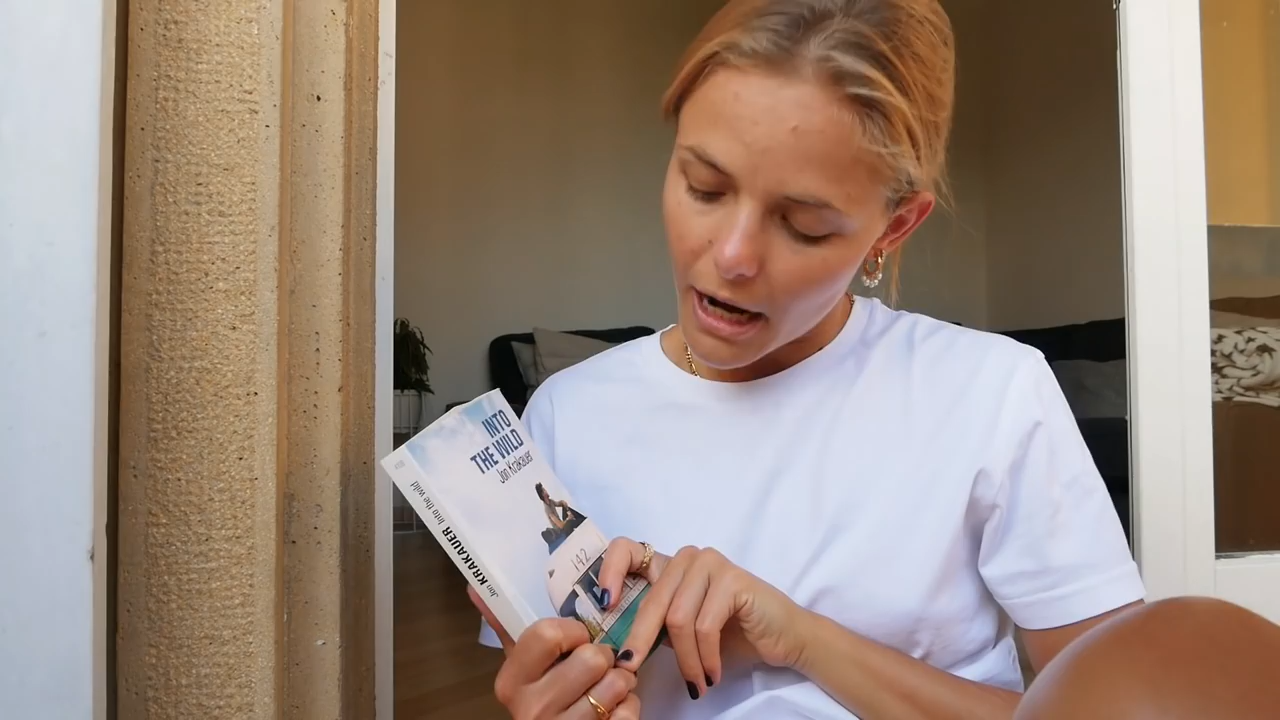 INTO
THE WILD
Jon Krakauer
142
Jon KRAKAUER Into the wild